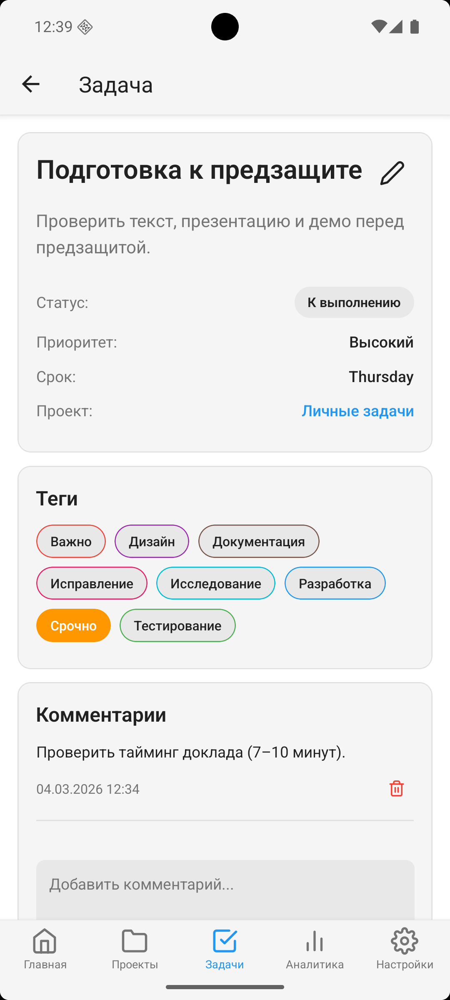 12:39
Задача
Подготовка к предзащите
Проверить текст, презентацию и демо перед
предзащитой.
Статус: К выполнению
Приоритет: Высокий
Срок: Thursday
Проект: Личные задачи
Теги
Важно Дизайн Документация
Исправление Исследование Разработка
Срочно Тестирование
Комментарии
Проверить тайминг доклада (7–10 минут).
04.03.2026 12:34
Добавить комментарий...
Главная Проекты Задачи Аналитика Настройки